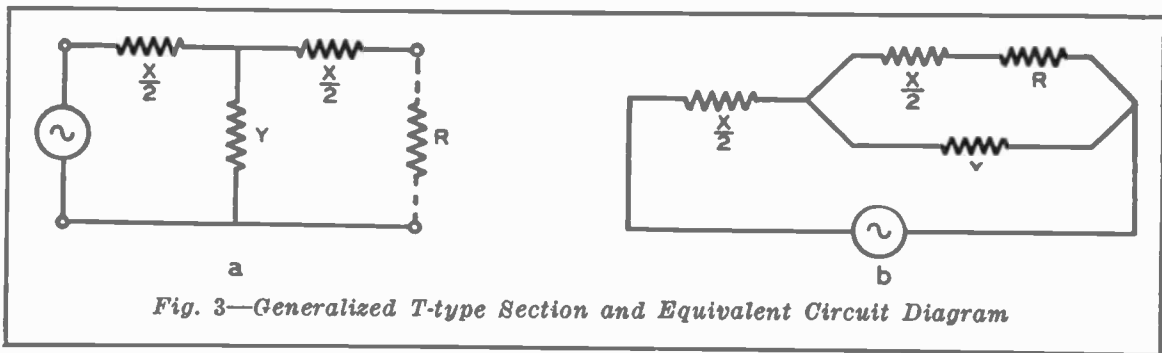 X/2
X/2
Y
R
a
X/2
X/2
R
Y
b
Fig. 3—Generalized T-type Section and Equivalent Circuit Diagram